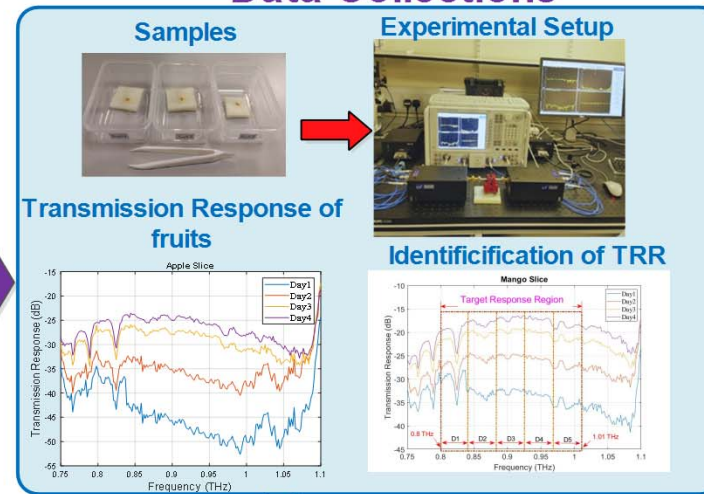 Data Collections
Samples
Experimental Setup
Transmission Response of
fruits
Identificification of TRR
Apple Slice
Transmission Response (dB)
-15
-20
-25
-30
-35
-40
-45
-50
-55
Day1
Day2
Day3
Day4
0.75 0.8 0.85 0.9 0.95 1 1.05 1.1
Frequency (THz)
Mango Slice
Transmission Response (dB)
-10
-15
-20
-25
-30
-35
-40
-45
Target Response Region
Day1
Day2
Day3
Day4
0.8 THz
D1 D2 D3 D4 D5
1.01 THz
0.75 0.8 0.85 0.9 0.95 1 1.05 1.1
Frequency (THz)